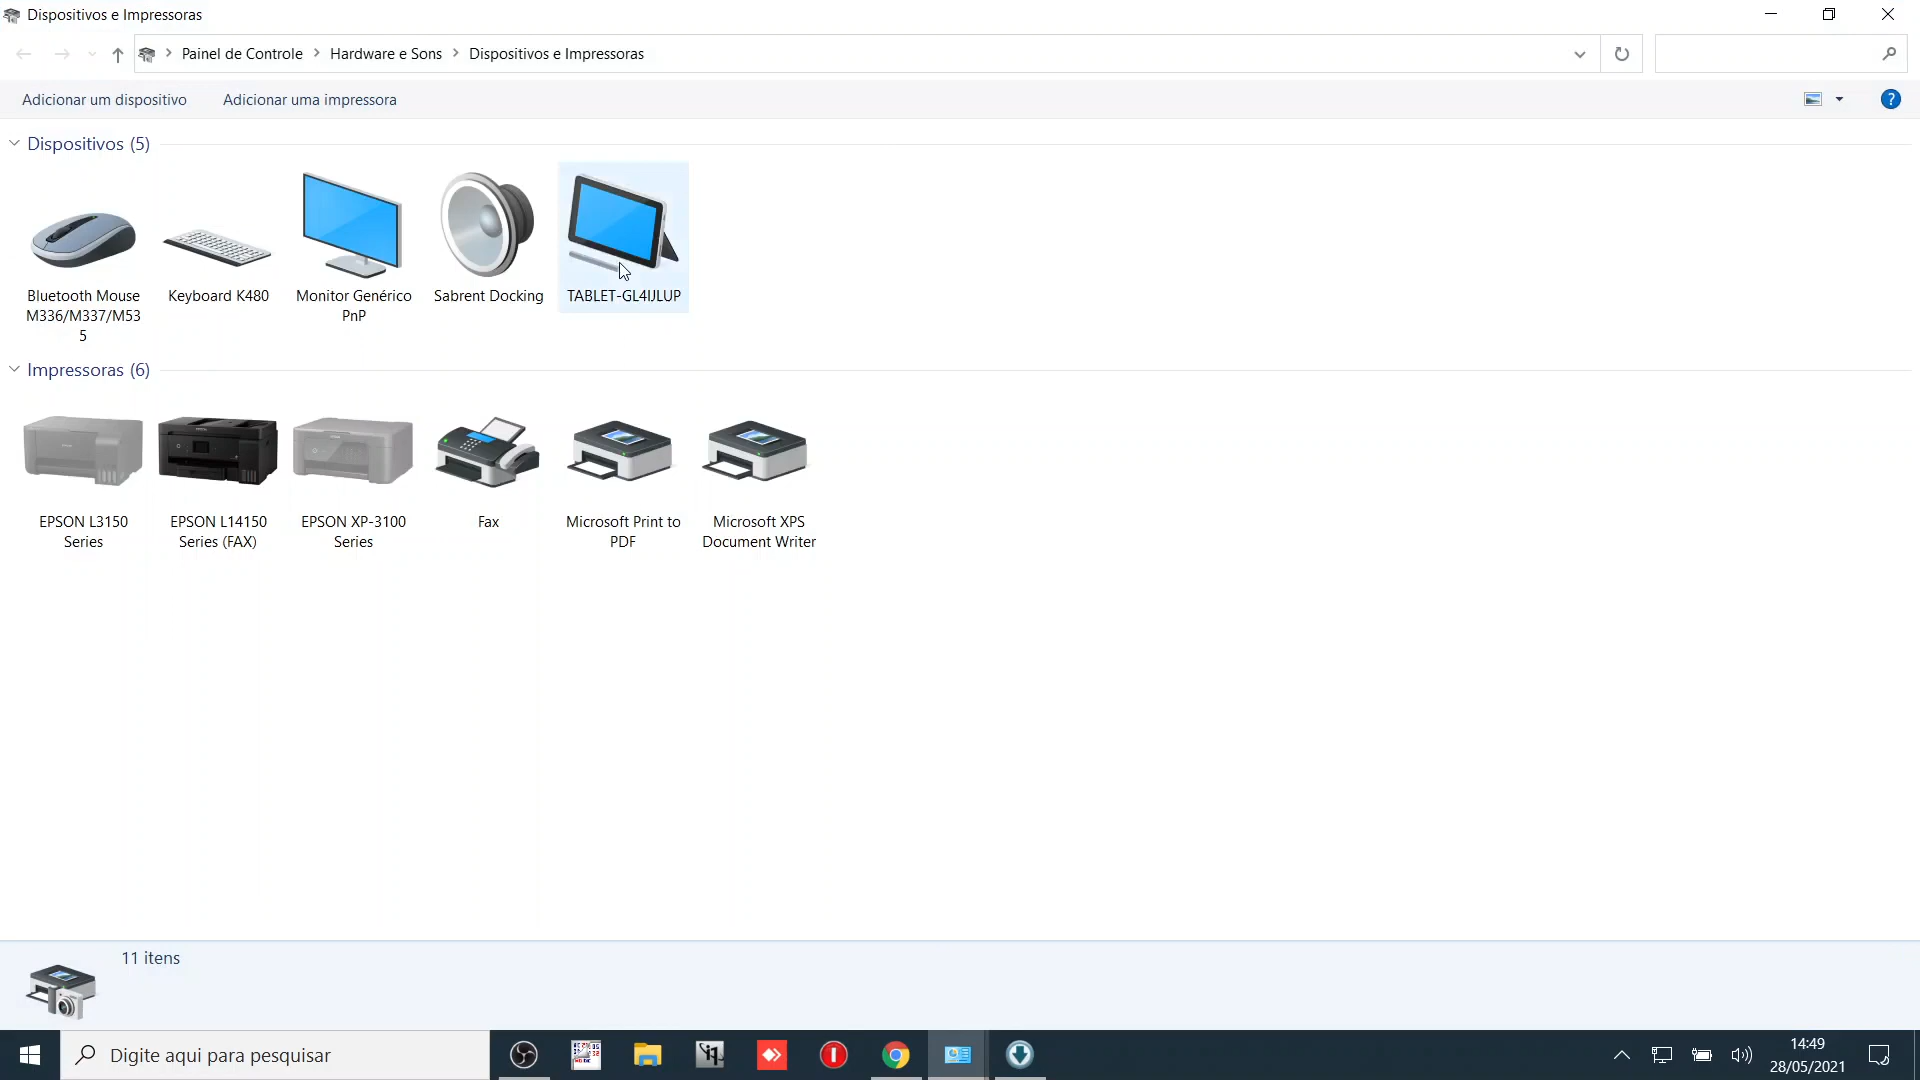 Dispositivos e Impressoras
Painel de Controle > Hardware e Sons > Dispositivos e Impressoras
Adicionar um dispositivo Adicionar uma impressora
Dispositivos (5)
Bluetooth Mouse
M336/M337/M53
5
Keyboard K480
Monitor Genérico
PnP
Sabrent Docking
TABLET-GL4IJLUP
Impressoras (6)
EPSON L3150
Series
EPSON L14150
Series (FAX)
EPSON XP-3100
Series
Fax
Microsoft Print to
PDF
Microsoft XPS
Document Writer
11 itens
Digite aqui para pesquisar
14:49
28/05/2021